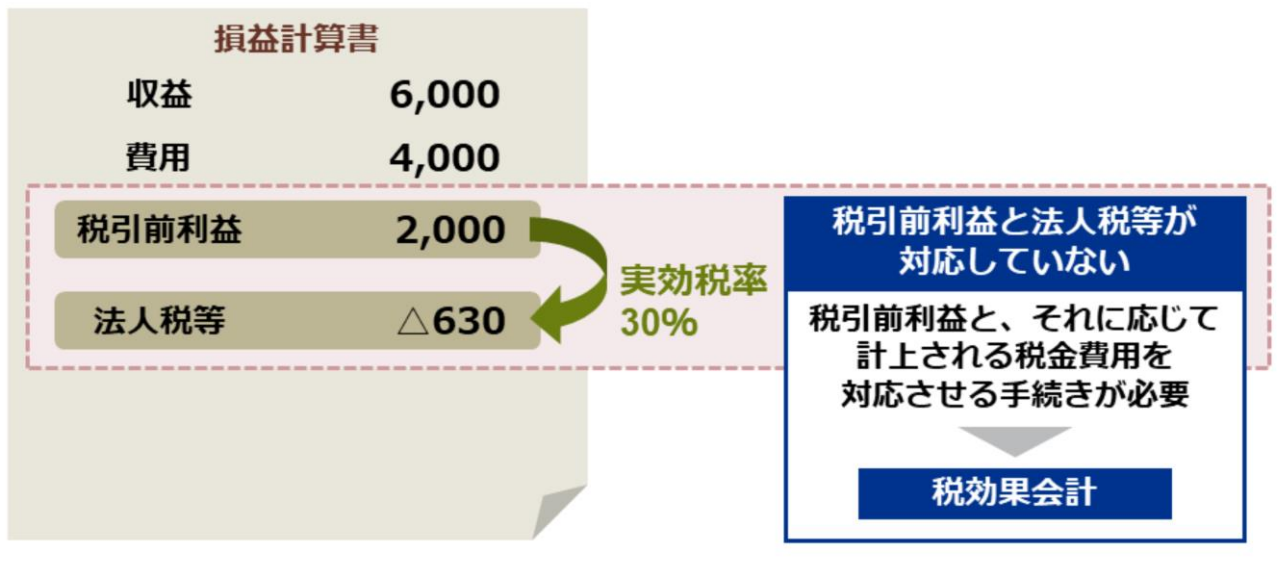 損益計算書
収益 6,000
費用 4,000
税引前利益 2,000
法人税等 △630
実効税率
30%
税引前利益と法人税等が
対応していない
税引前利益と、それに応じて
計上される税金費用を
対応させる手続きが必要
税効果会計